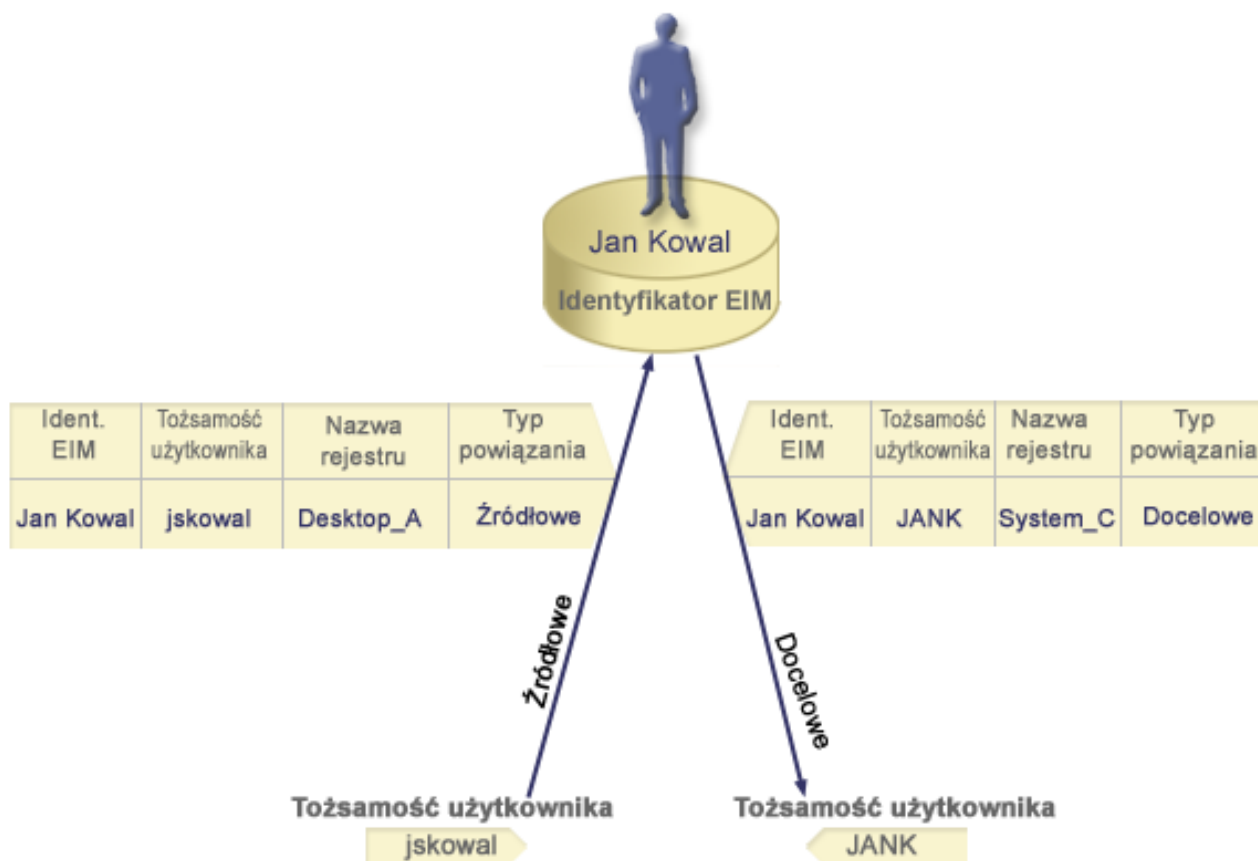 Jan Kowal
Identyfikator EIM
Ident. EIM Tożsamość użytkownika Nazwa rejestru Typ powiązania
Jan Kowal jskowal Desktop_A Źródłowe
Ident. EIM Tożsamość użytkownika Nazwa rejestru Typ powiązania
Jan Kowal JANK System_C Docelowe
Źródłowe
Docelowe
Tożsamość użytkownika
jskowal
Tożsamość użytkownika
JANK